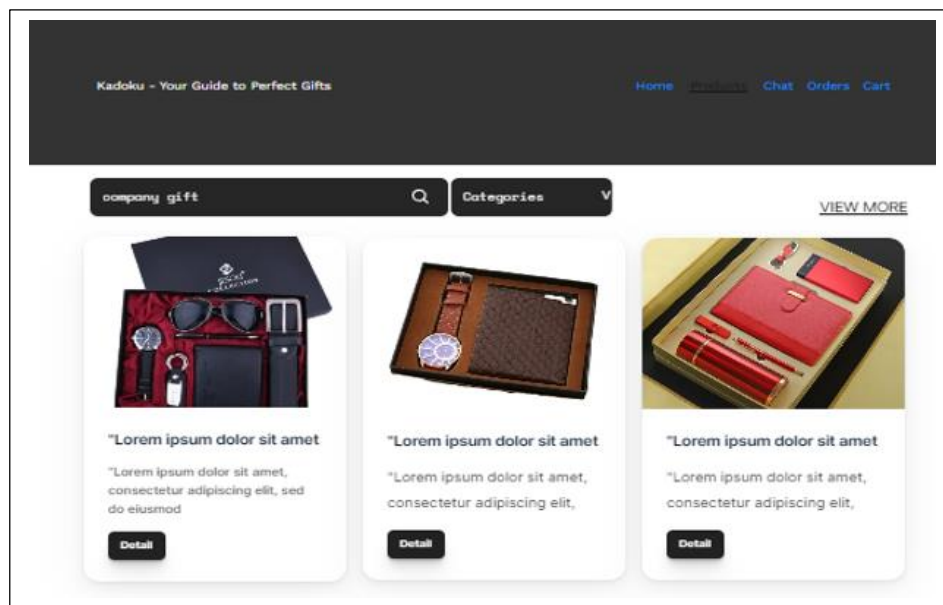 Kadoku - Your Guide to Perfect Gifts
Home Products Chat Orders Cart
company gift
Categories V
VIEW MORE
COLLECTION
"Lorem ipsum dolor sit amet
"Lorem ipsum dolor sit amet,
consectetur adipiscing elit, sed
do eiusmod
Detail
"Lorem ipsum dolor sit amet
"Lorem ipsum dolor sit amet,
consectetur adipiscing elit,
Detail
"Lorem ipsum dolor sit amet
"Lorem ipsum dolor sit amet,
consectetur adipiscing elit,
Detail